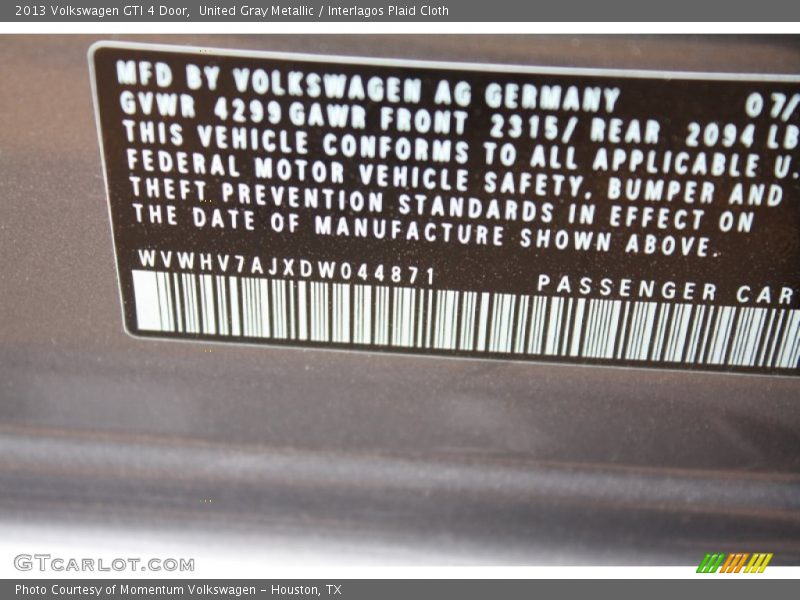 2013 Volkswagen GTI 4 Door,  United Gray Metallic / Interlagos Plaid Cloth
MFD BY VOLKSWAGEN AG GERMANY 07/
GVWR 4299 GAWR FRONT 2315/ REAR 2094 LB
THIS VEHICLE CONFORMS TO ALL APPLICABLE U.
FEDERAL MOTOR VEHICLE SAFETY, BUMPER AND
THEFT PREVENTION STANDARDS IN EFFECT ON
THE DATE OF MANUFACTURE SHOWN ABOVE.
WVWHV7AJXDW044871 PASSENGER CAR
GTCARLOT.COM
Photo Courtesy of Momentum Volkswagen - Houston, TX